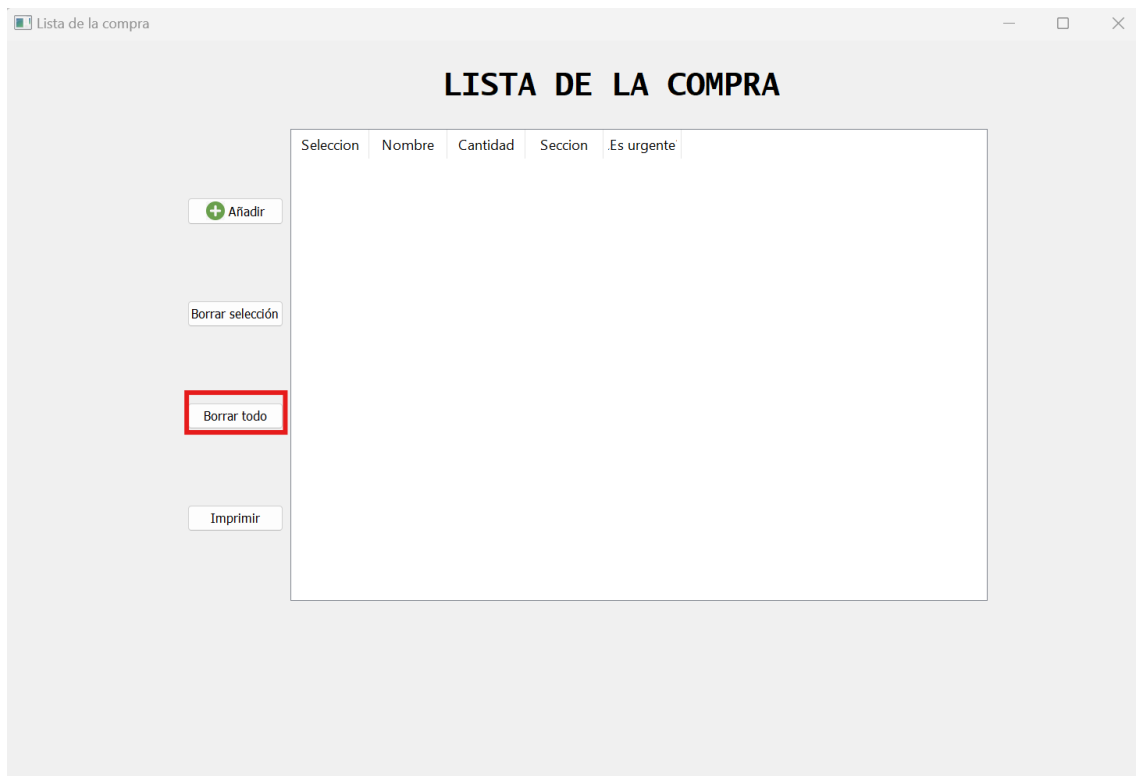 Lista de la compra
LISTA DE LA COMPRA
Seleccion Nombre Cantidad Seccion Es urgente
Añadir
Borrar selección
Borrar todo
Imprimir